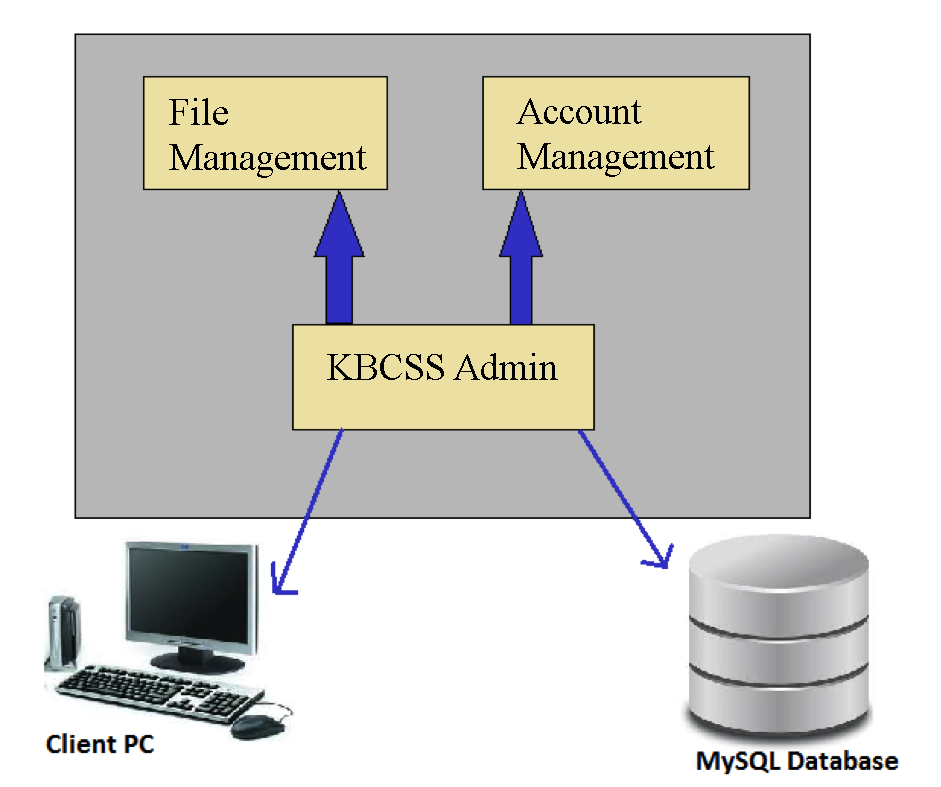 File
Management
Account
Management
KBCSS Admin
Client PC
MySQL Database